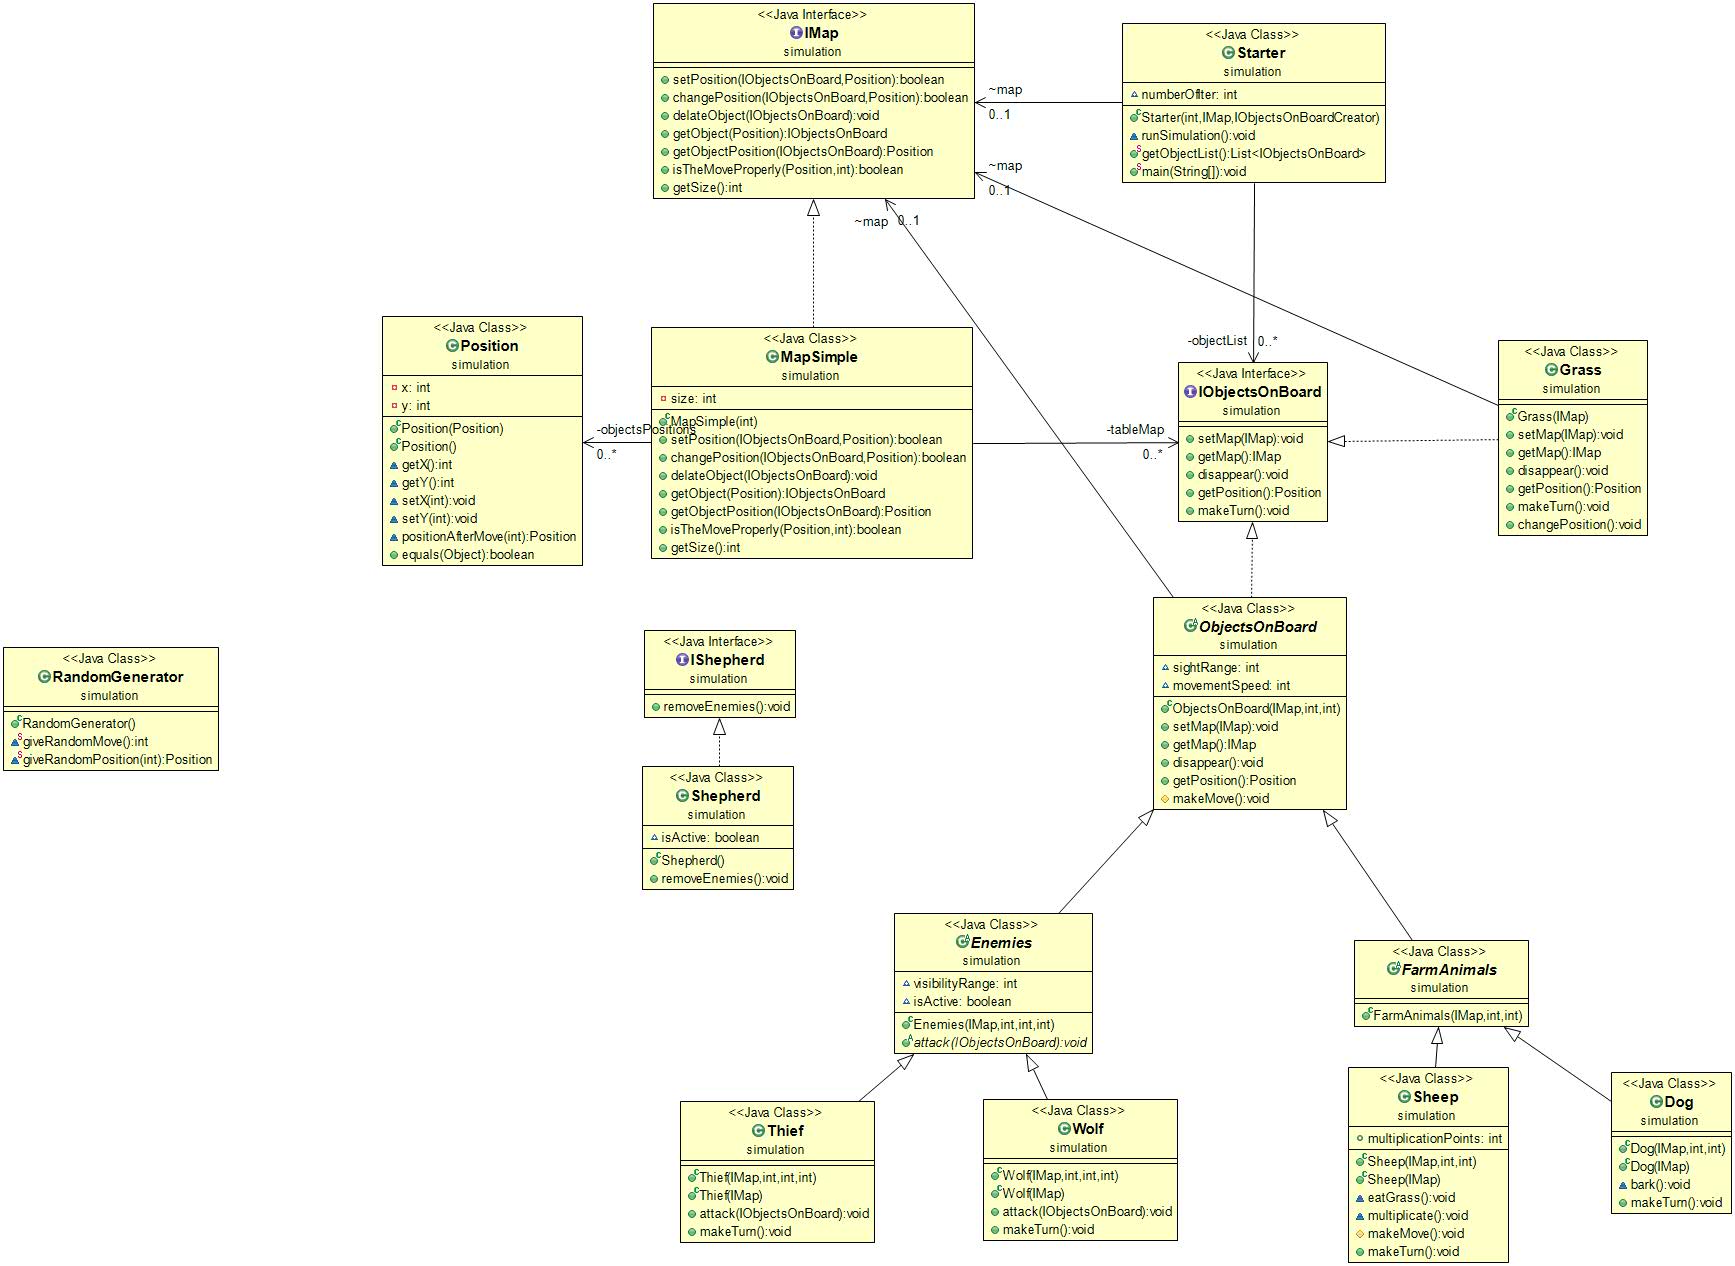 <<Java Interface>>
IMap
simulation
setPosition(IObjectsOnBoard,Position):boolean
changePosition(IObjectsOnBoard,Position):boolean
delateObject(IObjectsOnBoard):void
getObject(Position):IObjectsOnBoard
getObjectPosition(IObjectsOnBoard):Position
isTheMoveProperly(Position,int):boolean
getSize():int
<<Java Class>>
Starter
simulation
numberOfIter: int
Starter(int,IMap,IObjectsOnBoardCreator)
runSimulation():void
getObjectList():List<IObjectsOnBoard>
main(String[]):void
~map
0..1
~map
0..1
~map 0..1
<<Java Class>>
Position
simulation
x: int
y: int
Position(Position)
Position()
getX():int
getY():int
setX(int):void
setY(int):void
positionAfterMove(int):Position
equals(Object):boolean
-objectsPositions
0..*
<<Java Class>>
MapSimple
simulation
size: int
MapSimple(int)
setPosition(IObjectsOnBoard,Position):boolean
changePosition(IObjectsOnBoard,Position):boolean
delateObject(IObjectsOnBoard):void
getObject(Position):IObjectsOnBoard
getObjectPosition(IObjectsOnBoard):Position
isTheMoveProperly(Position,int):boolean
getSize():int
-tableMap
0..*
-objectList 0..*
<<Java Interface>>
IObjectsOnBoard
simulation
setMap(IMap):void
getMap():IMap
disappear():void
getPosition():Position
makeTurn():void
<<Java Class>>
Grass
simulation
Grass(IMap)
setMap(IMap):void
getMap():IMap
disappear():void
getPosition():Position
makeTurn():void
changePosition():void
<<Java Class>>
RandomGenerator
simulation
RandomGenerator()
giveRandomMove():int
giveRandomPosition(int):Position
<<Java Interface>>
IShepherd
simulation
removeEnemies():void
<<Java Class>>
Shepherd
simulation
isActive: boolean
Shepherd()
removeEnemies():void
<<Java Class>>
ObjectsOnBoard
simulation
sightRange: int
movementSpeed: int
ObjectsOnBoard(IMap,int,int)
setMap(IMap):void
getMap():IMap
disappear():void
getPosition():Position
makeMove():void
<<Java Class>>
Enemies
simulation
visibilityRange: int
isActive: boolean
Enemies(IMap,int,int,int)
attack(IObjectsOnBoard):void
<<Java Class>>
FarmAnimals
simulation
FarmAnimals(IMap,int,int)
<<Java Class>>
Thief
simulation
Thief(IMap,int,int,int)
Thief(IMap)
attack(IObjectsOnBoard):void
makeTurn():void
<<Java Class>>
Wolf
simulation
Wolf(IMap,int,int,int)
Wolf(IMap)
attack(IObjectsOnBoard):void
makeTurn():void
<<Java Class>>
Sheep
simulation
multiplicationPoints: int
Sheep(IMap,int,int)
Sheep(IMap)
eatGrass():void
multiplicate():void
makeMove():void
makeTurn():void
<<Java Class>>
Dog
simulation
Dog(IMap,int,int)
Dog(IMap)
bark():void
makeTurn():void